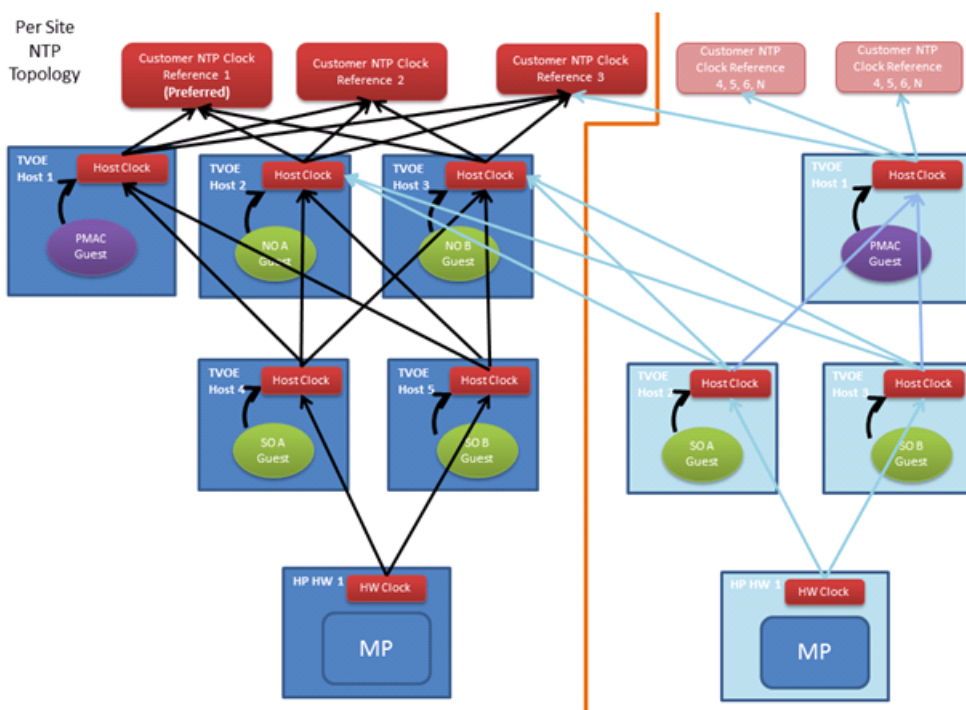 Per Site
NTP
Topology
Customer NTP Clock
Reference 1
(Preferred)
Customer NTP Clock
Reference 2
Customer NTP Clock
Reference 3
Customer NTP
Clock Reference
4, 5, 6, N
Customer NTP
Clock Reference
4, 5, 6, N
TVOE
Host 1
Host Clock
PMAC
Guest
TVOE
Host 2
Host Clock
NO A
Guest
TVOE
Host 3
Host Clock
NO B
Guest
TVOE
Host 1
Host Clock
PMAC
Guest
TVOE
Host 4
Host Clock
SO A
Guest
TVOE
Host 5
Host Clock
SO B
Guest
TVOE
Host 2
Host Clock
SO A
Guest
TVOE
Host 3
Host Clock
SO B
Guest
HP HW 1
HW Clock
MP
HP HW 1
HW Clock
MP